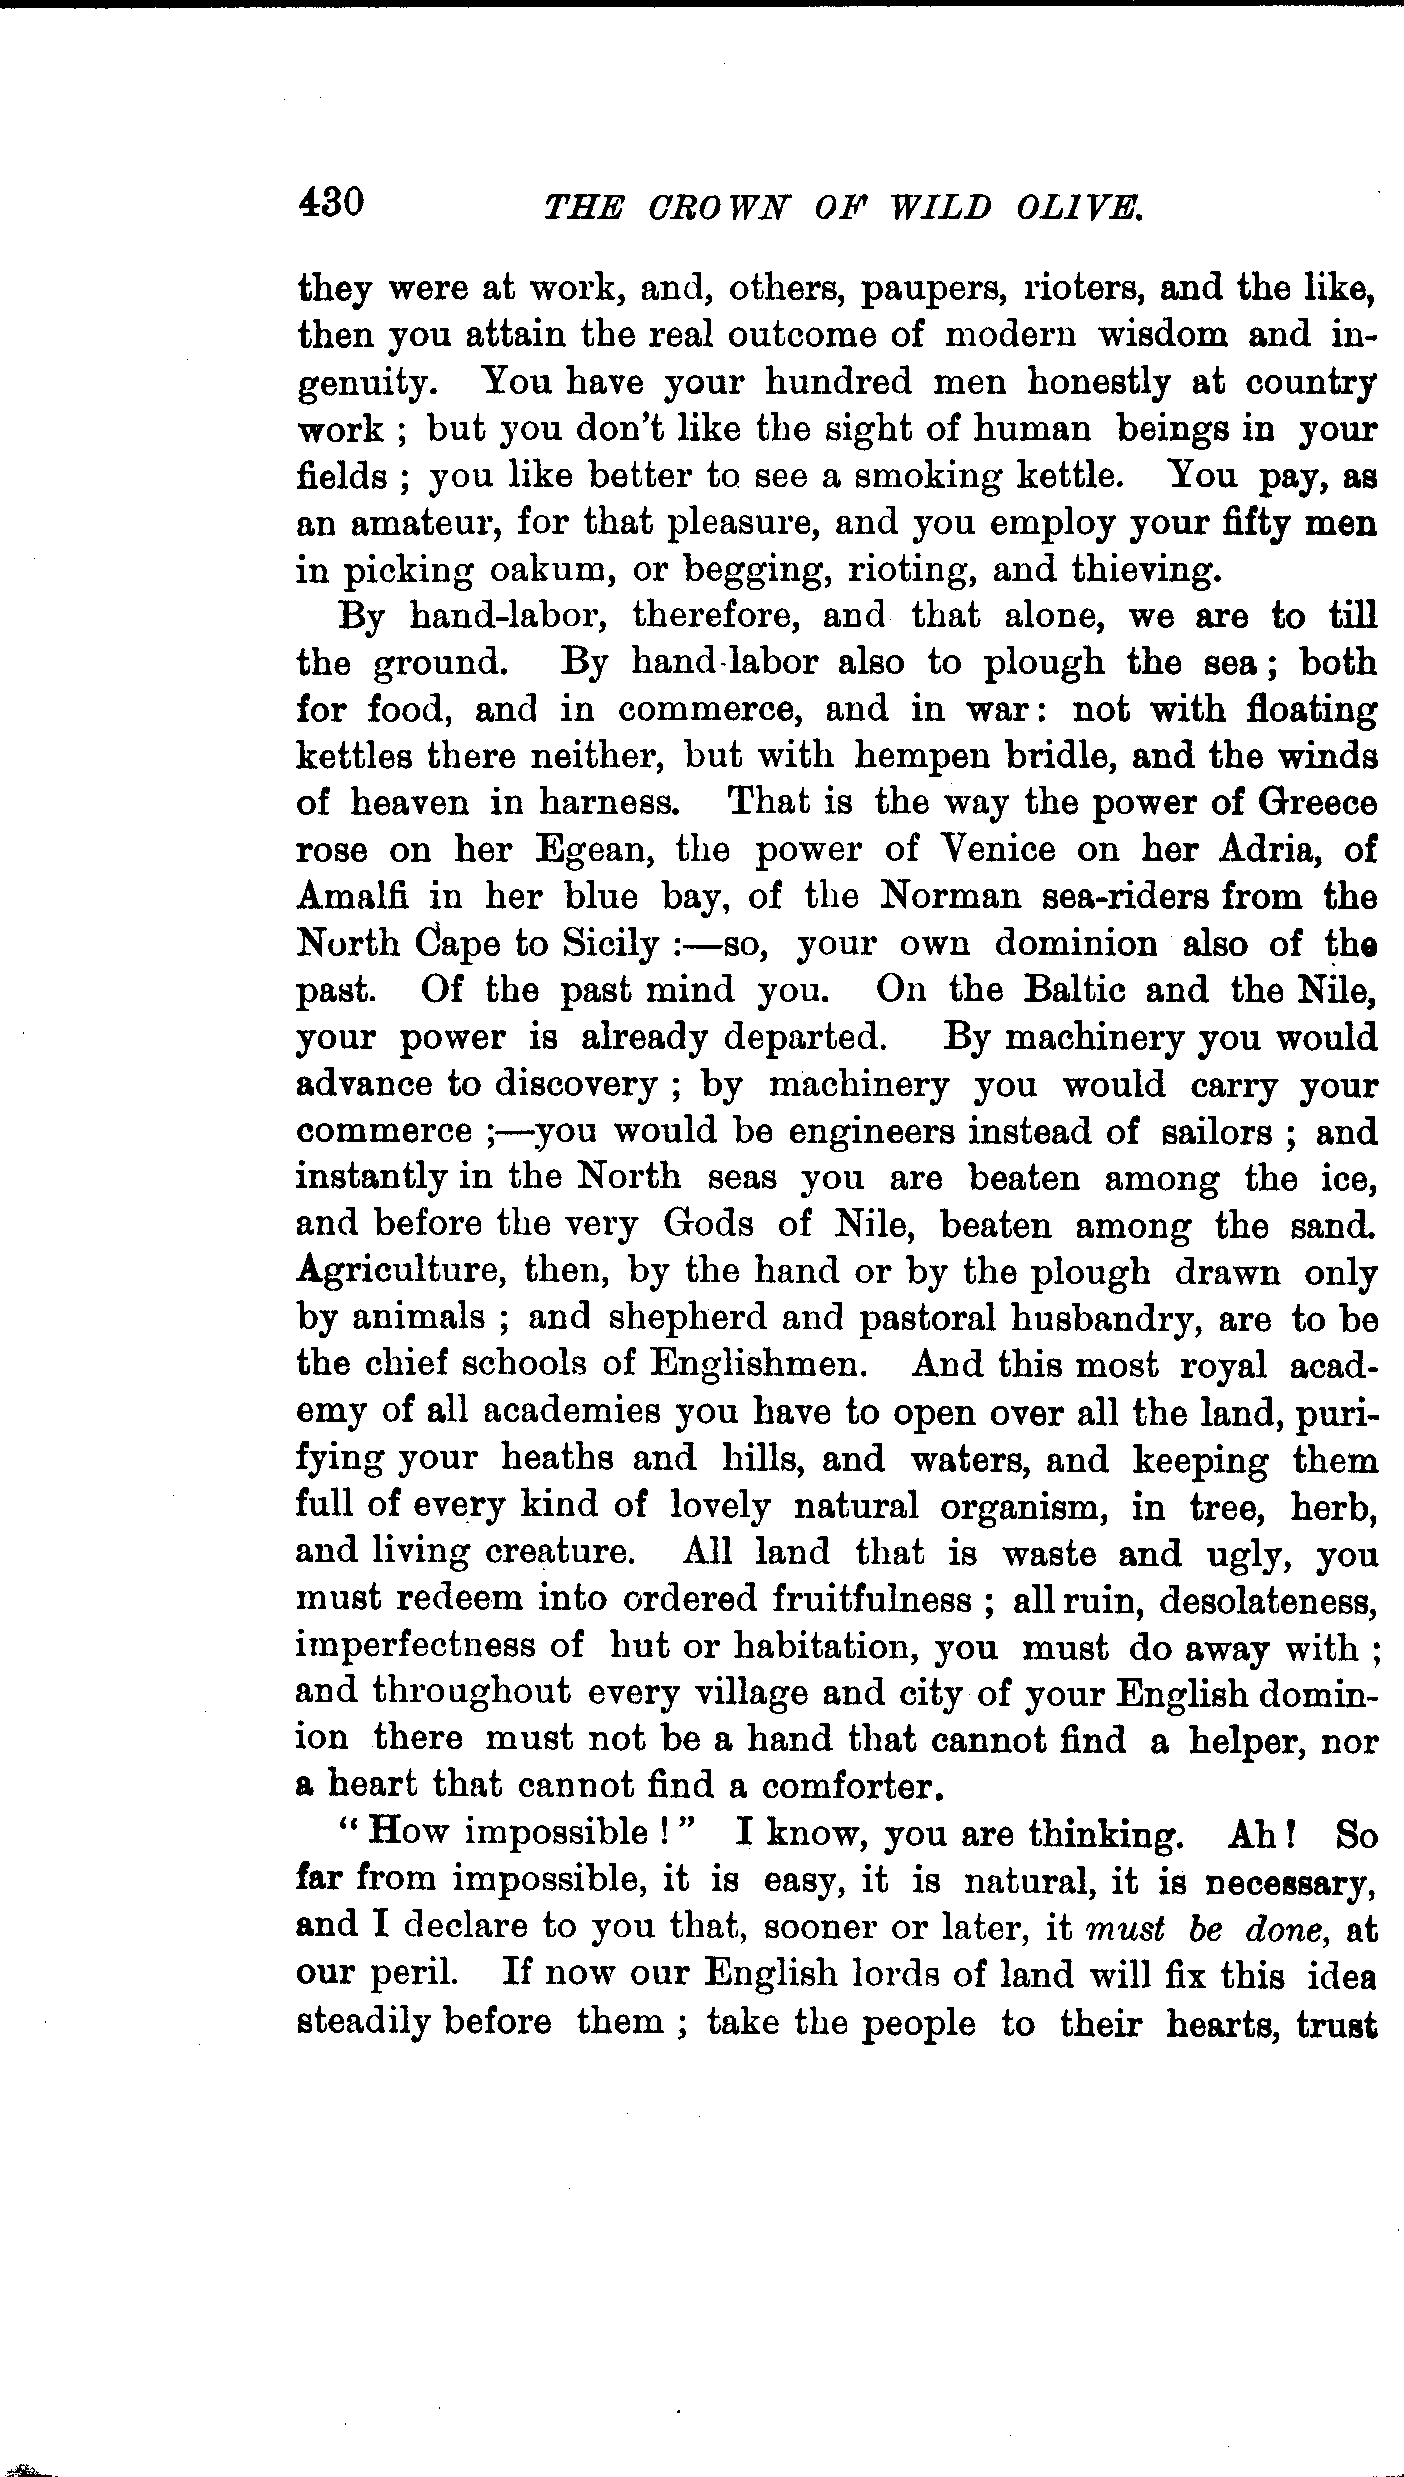 430 THE CROWN OF WILD OLIVE.
they were at work, and, others, paupers, rioters, and the like,
then you attain the real outcome of modern wisdom and in-
genuity. You have your hundred men honestly at country
work ; but you don't like the sight of human beings in your
fields ; you like better to see a smoking kettle. You pay, as
an amateur, for that pleasure, and you employ your fifty men
in picking oakum, or begging, rioting, and thieving.
By hand-labor, therefore, and that alone, we are to till
the ground. By hand-labor also to plough the sea ; both
for food, and in commerce, and in war : not with floating
kettles there neither, but with hempen bridle, and the winds
of heaven in harness. That is the way the power of Greece
rose on her Egean, the power of Venice on her Adria, of
Amalfi in her blue bay, of the Norman sea-riders from the
North Cape to Sicily :—so, your own dominion also of the
past. Of the past mind you. On the Baltic and the Nile,
your power is already departed. By machinery you would
advance to discovery ; by machinery you would carry your
commerce ;—you would be engineers instead of sailors ; and
instantly in the North seas you are beaten among the ice,
and before the very Gods of Nile, beaten among the sand.
Agriculture, then, by the hand or by the plough drawn only
by animals ; and shepherd and pastoral husbandry, are to be
the chief schools of Englishmen. And this most royal acad-
emy of all academies you have to open over all the land, puri-
fying your heaths and hills, and waters, and keeping them
full of every kind of lovely natural organism, in tree, herb,
and living creature. All land that is waste and ugly, you
must redeem into ordered fruitfulness ; all ruin, desolateness,
imperfectness of hut or habitation, you must do away with ;
and throughout every village and city of your English domin-
ion there must not be a hand that cannot find a helper, nor
a heart that cannot find a comforter.
“ How impossible ! ” I know, you are thinking. Ah ! So
far from impossible, it is easy, it is natural, it is necessary,
and I declare to you that, sooner or later, it must be done, at
our peril. If now our English lords of land will fix this idea
steadily before them ; take the people to their hearts, trust